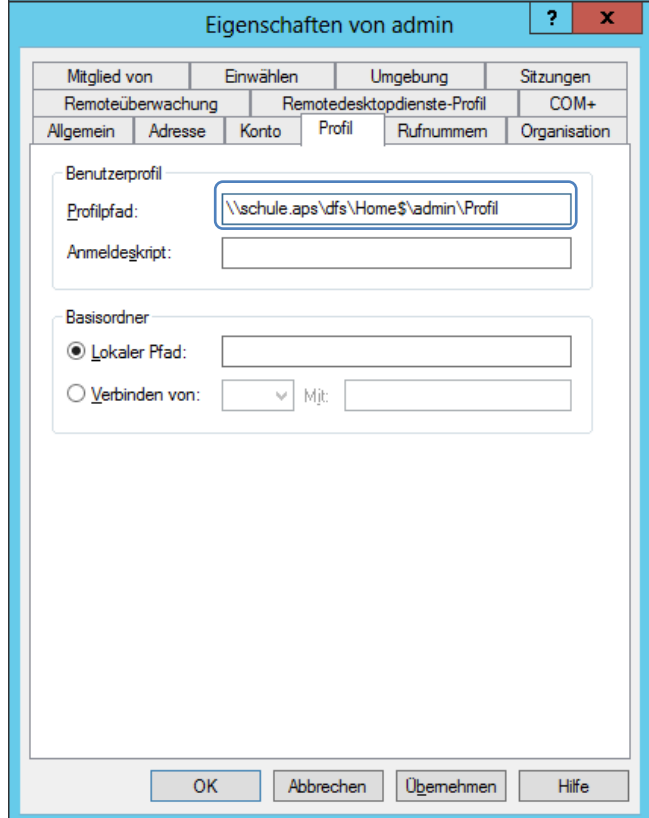 Eigenschaften von admin
? x
Mitglied von Einwählen Umgebung Sitzungen
Remoteüberwachung Remotedesktopdienste-Profil COM+
Allgemein Adresse Konto Profil Rufnummern Organisation
Benutzerprofil
Profilpfad: \\schule.aps\dfs\Home$\admin\Profil
Anmeldeskript:
Basisordner
Lokaler Pfad:
Verbinden von: Mit:
OK Abbrechen Übernehmen Hilfe